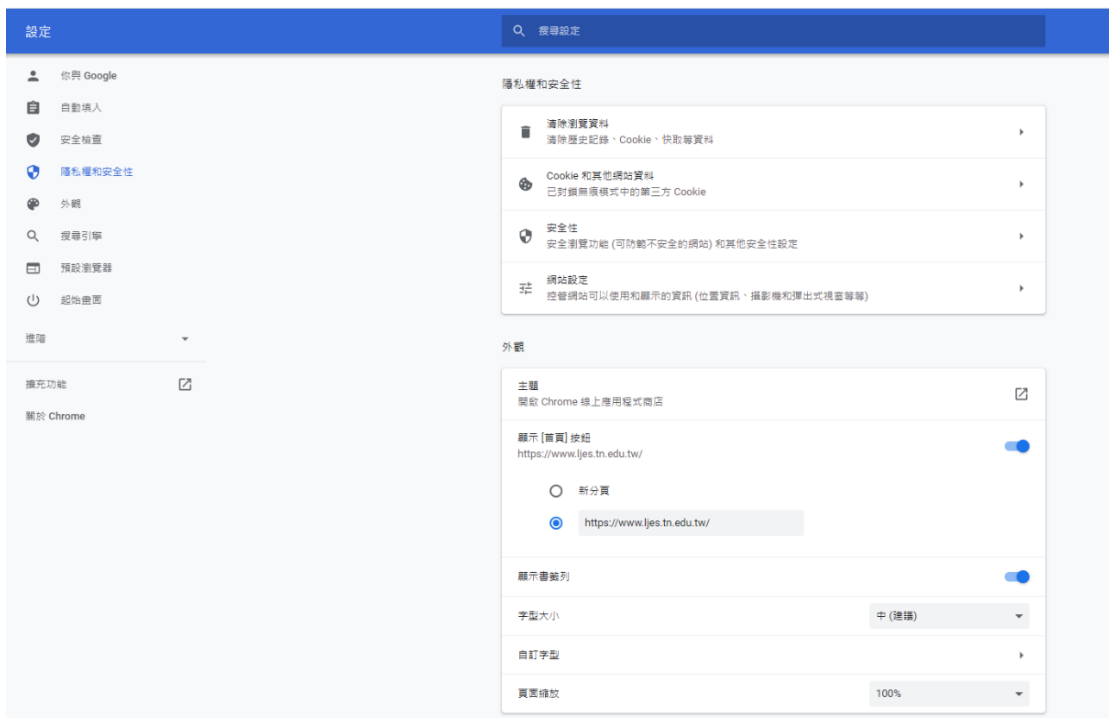 設定
搜尋設定
你與 Google
自動填入
安全檢查
隱私權和安全性
外觀
搜尋引擎
預設瀏覽器
起始畫面
進階
擴充功能
關於 Chrome
隱私權和安全性
清除瀏覽資料
清除歷史記錄、Cookie、快取等資料
Cookie 和其他網站資料
已封鎖無痕模式中的第三方 Cookie
安全性
安全瀏覽功能 (可防範不安全的網站) 和其他安全性設定
網站設定
控管網站可以使用和顯示的資訊 (位置資訊、攝影機和彈出式視窗等等)
外觀
主題
開啟 Chrome 線上應用程式商店
顯示 [首頁] 按鈕
https://www.ljes.tn.edu.tw/
新分頁
https://www.ljes.tn.edu.tw/
顯示書籤列
字型大小
中 (建議)
自訂字型
頁面縮放
100%